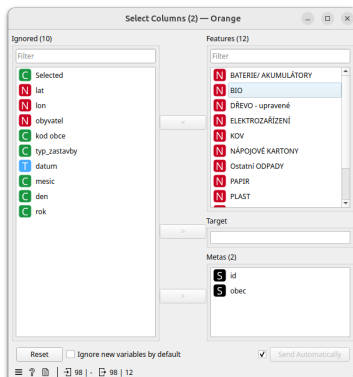 Select Columns (2) — Orange
Ignored (10)
Filter
C Selected
N lat
N lon
N obyvatel
C kod obce
C typ_zastavby
T datum
C mesic
C den
C rok
Features (12)
Filter
N BATERIE/ AKUMULÁTORY
N BIO
N DŘEVO - upravené
N ELEKTROZAŘÍZENÍ
N KOV
N NÁPOJOVÉ KARTONY
N Ostatní ODPADY
N PAPIR
N PLAST
<
>
Target
>
Metas (2)
S id
S obec
Reset
Ignore new variables by default
Send Automatically
98 | - 98 | 12